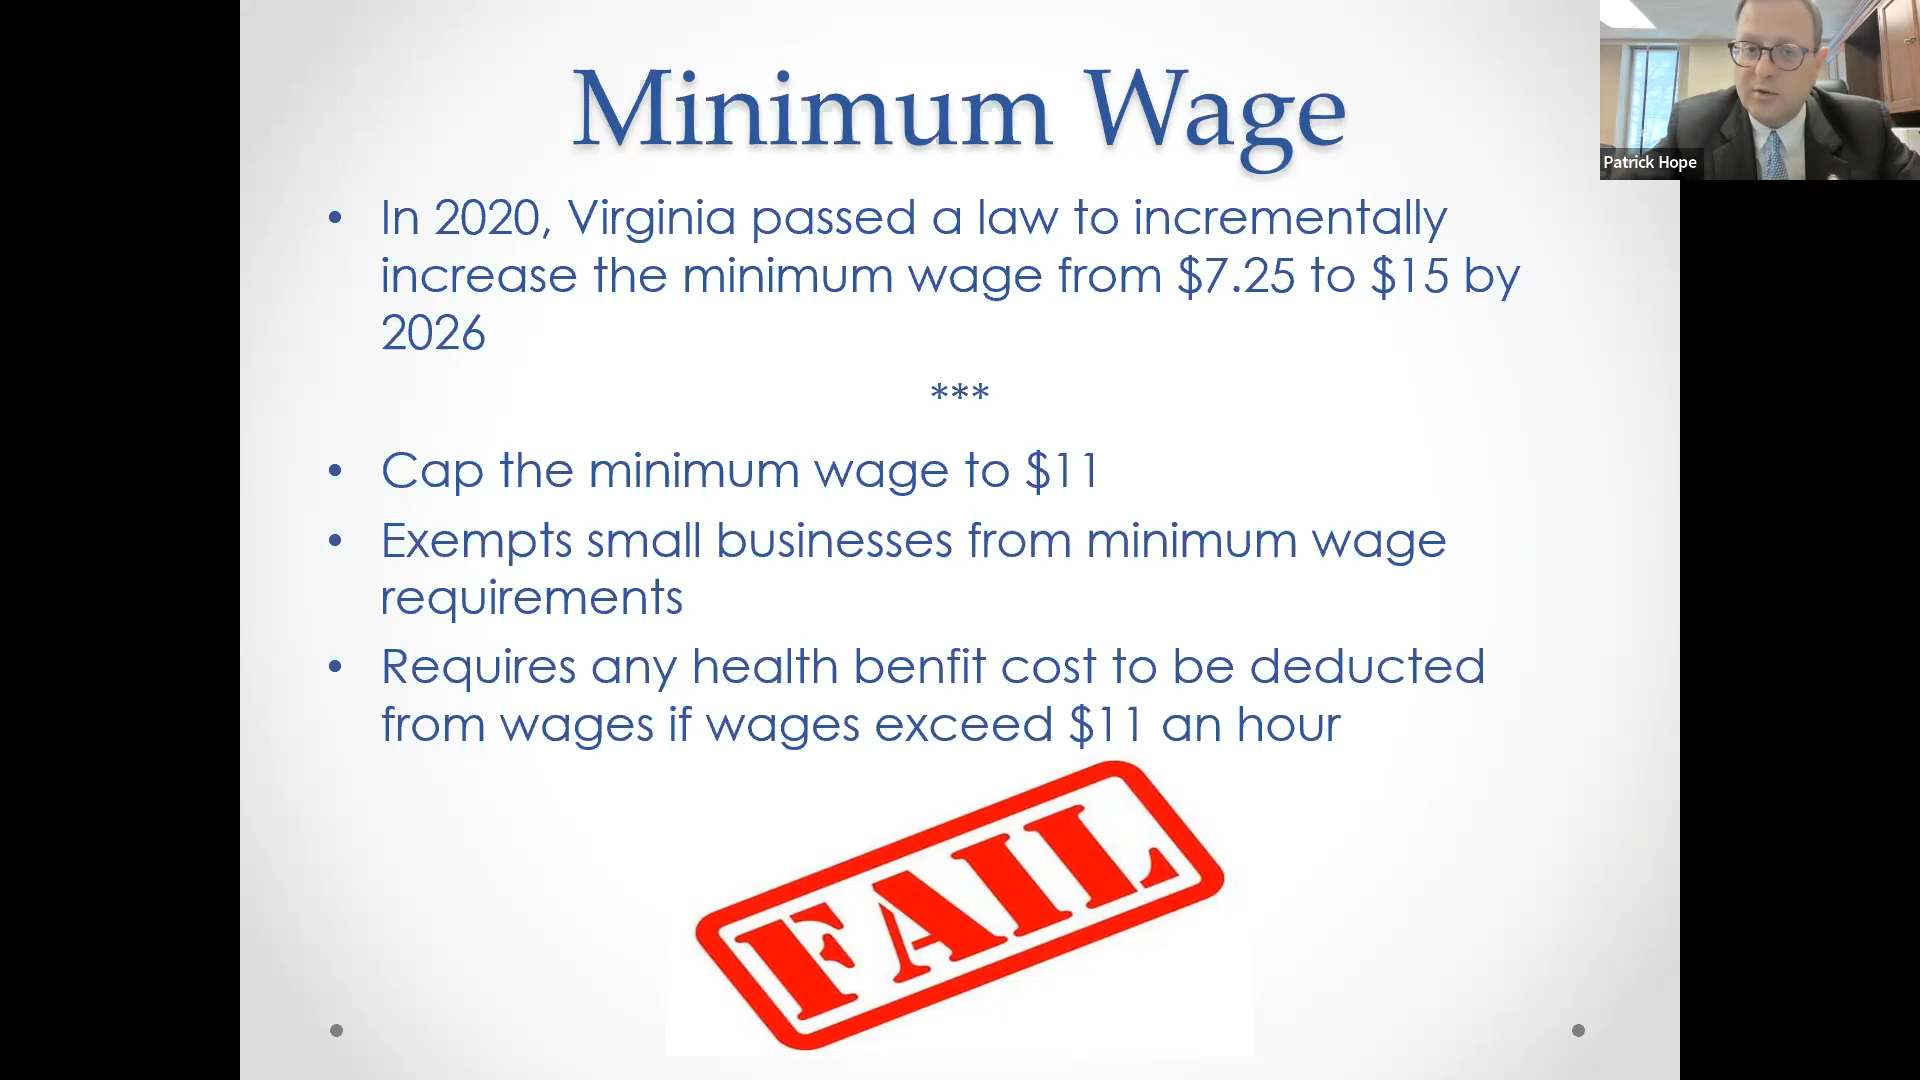 Minimum Wage
Patrick Hope
• In 2020, Virginia passed a law to incrementally
increase the minimum wage from $7.25 to $15 by
2026
***
• Cap the minimum wage to $11
• Exempts small businesses from minimum wage
requirements
• Requires any health benfit cost to be deducted
from wages if wages exceed $11 an hour
FAIL